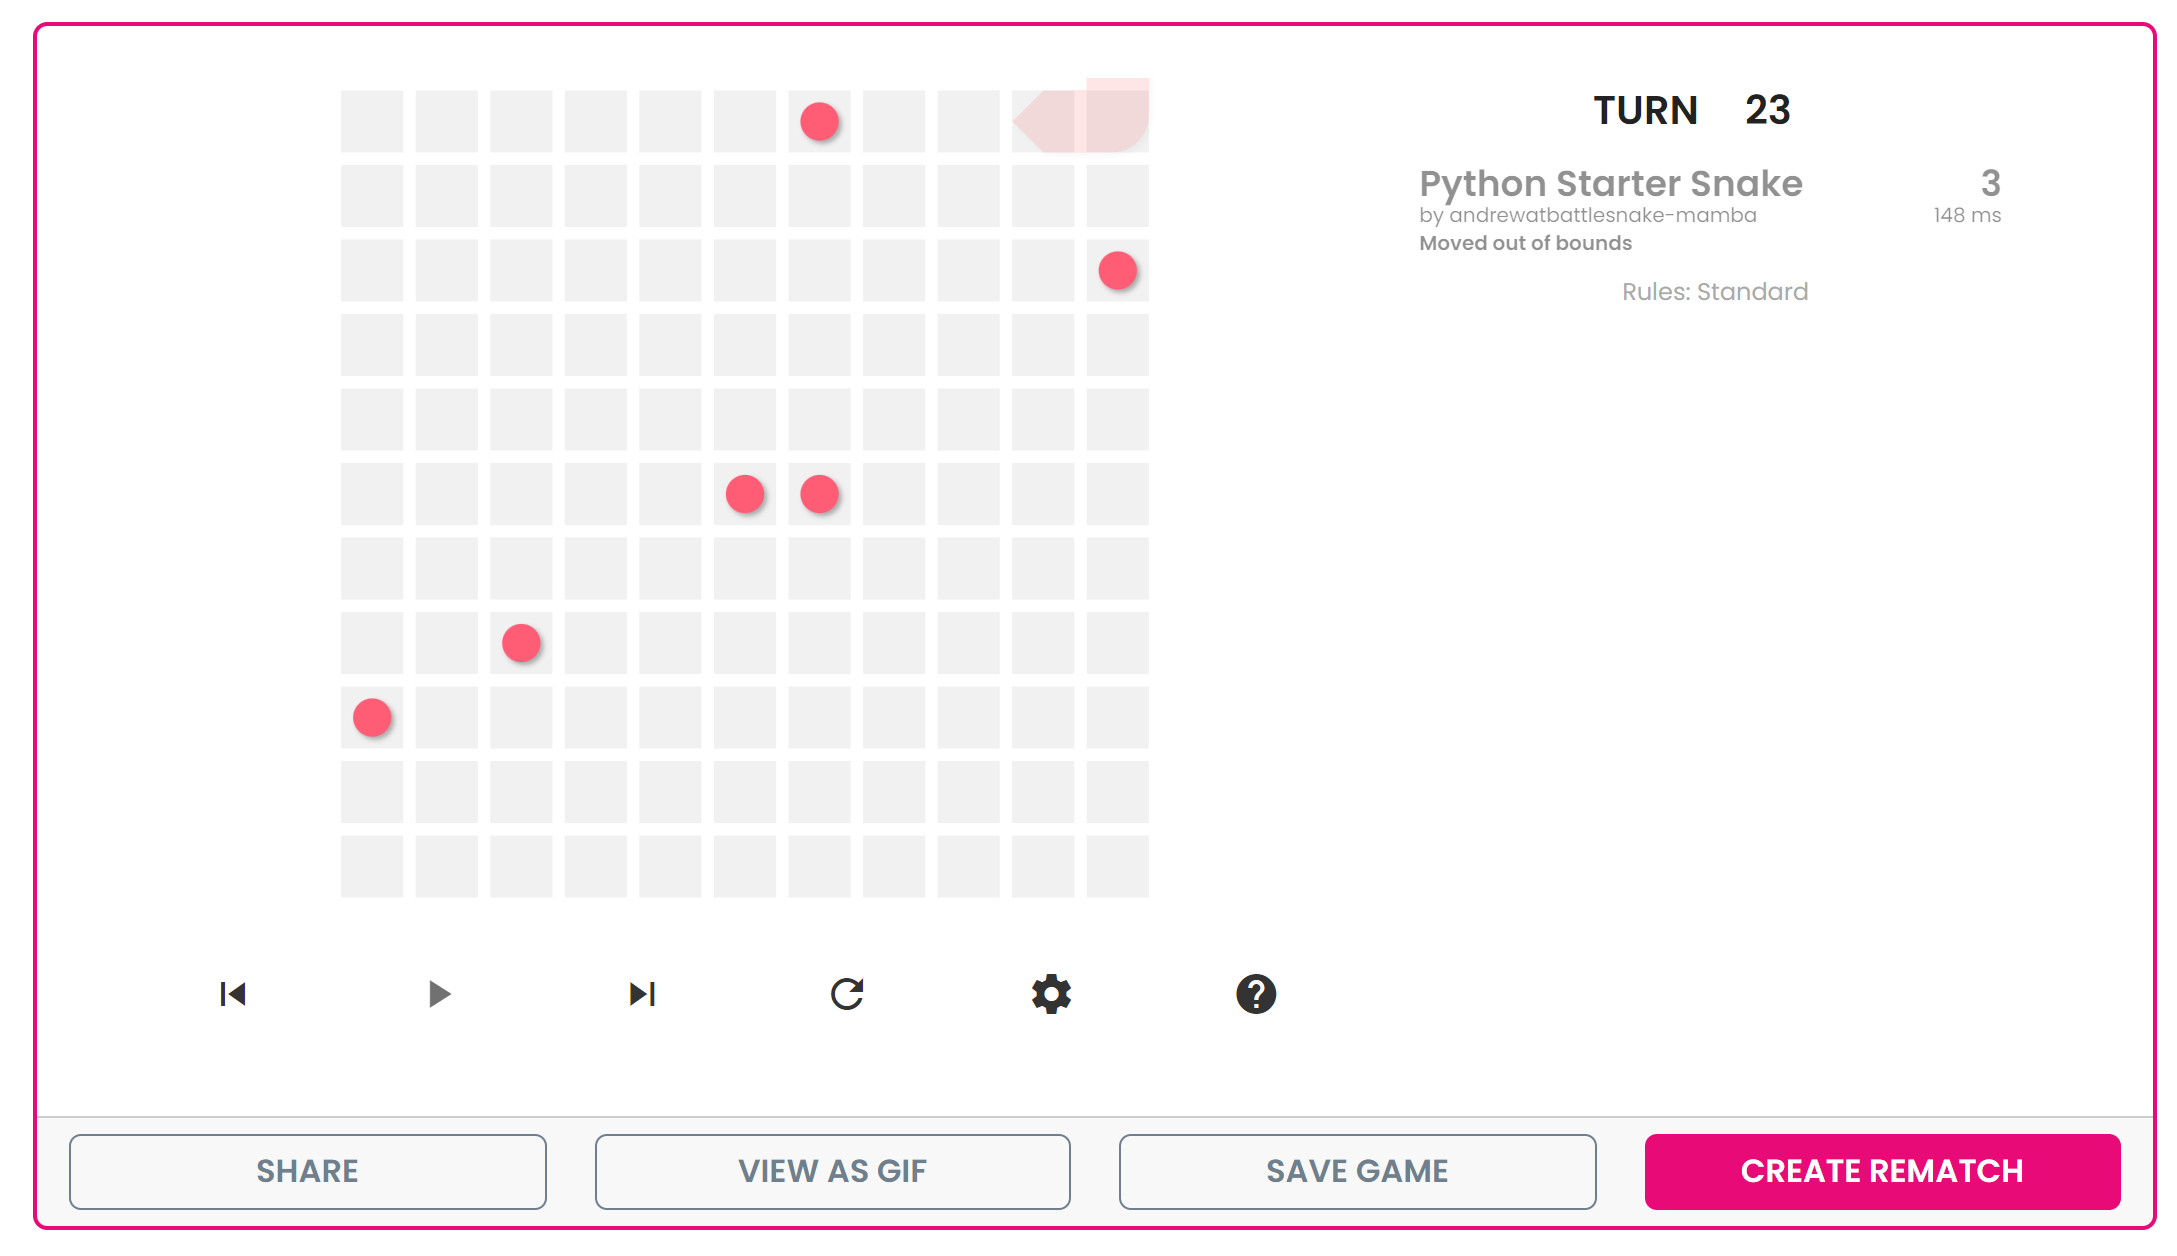 TURN 23
Python Starter Snake 3
by andrewatbattlesnake-mamba 148 ms
Moved out of bounds
Rules: Standard
SHARE VIEW AS GIF SAVE GAME CREATE REMATCH